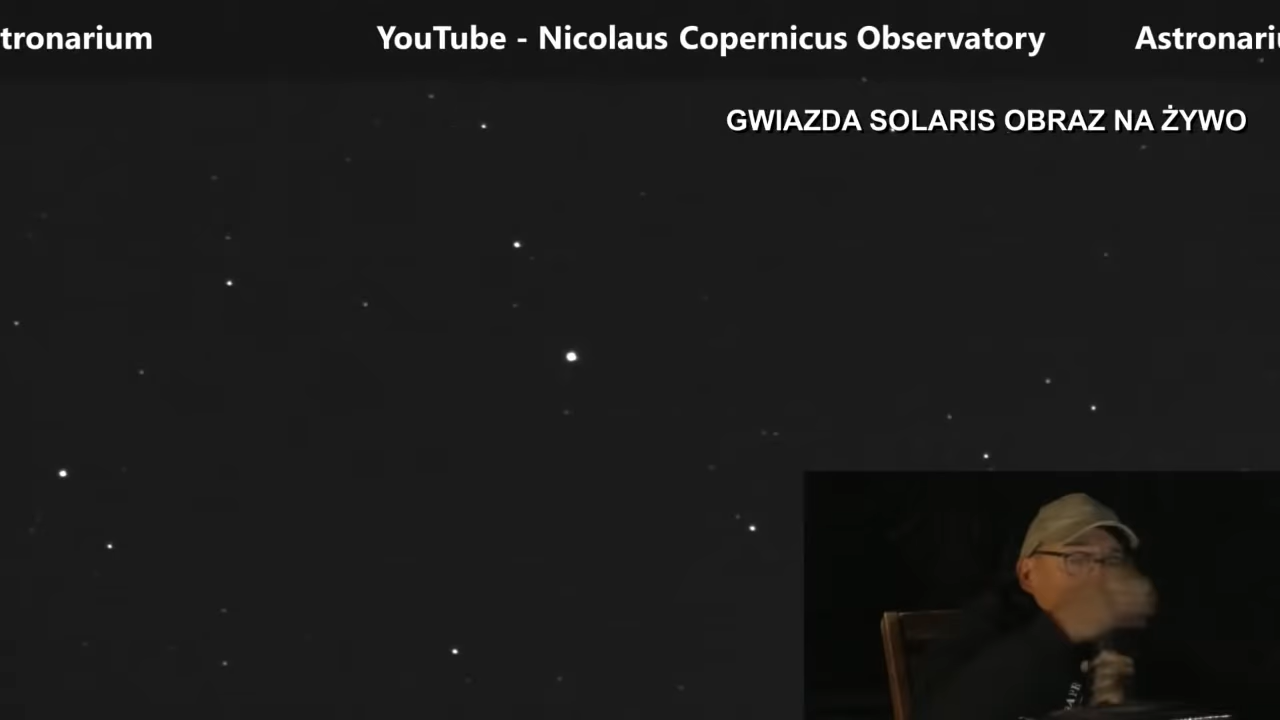 tronarium YouTube - Nicolaus Copernicus Observatory Astronari
GWIAZDA SOLARIS OBRAZ NA ŻYWO